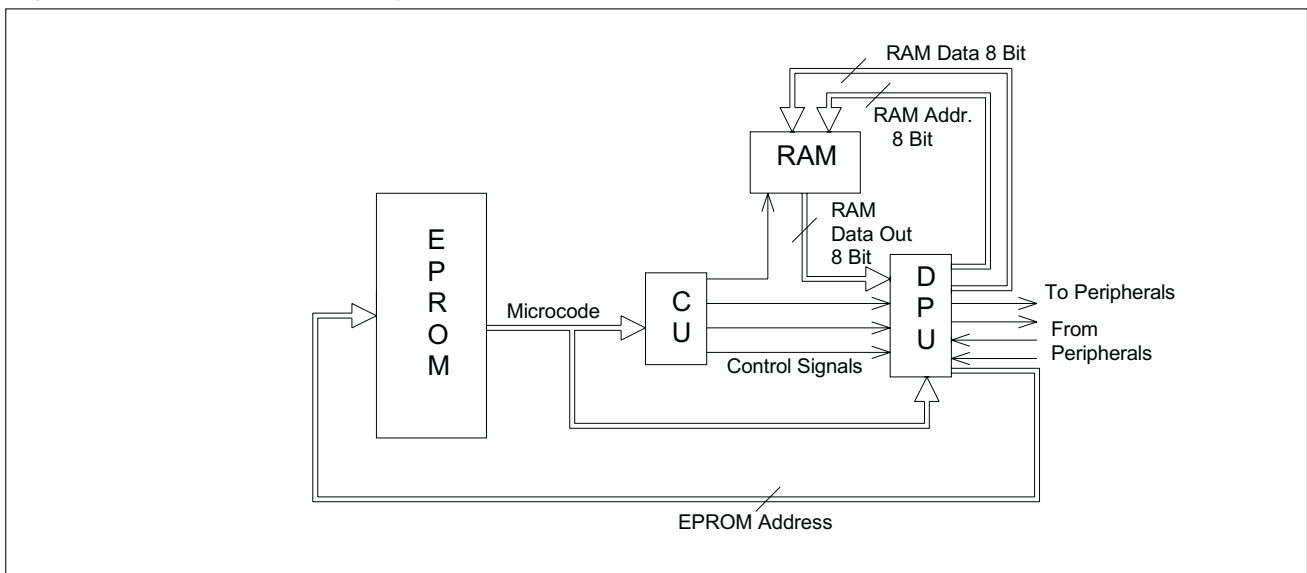 RAM Data 8 Bit
RAM Addr.
8 Bit
RAM
E
P
R
O
M
RAM
Data Out
8 Bit
Microcode
C
U
D
P
U
To Peripherals
From
Peripherals
Control Signals
EPROM Address